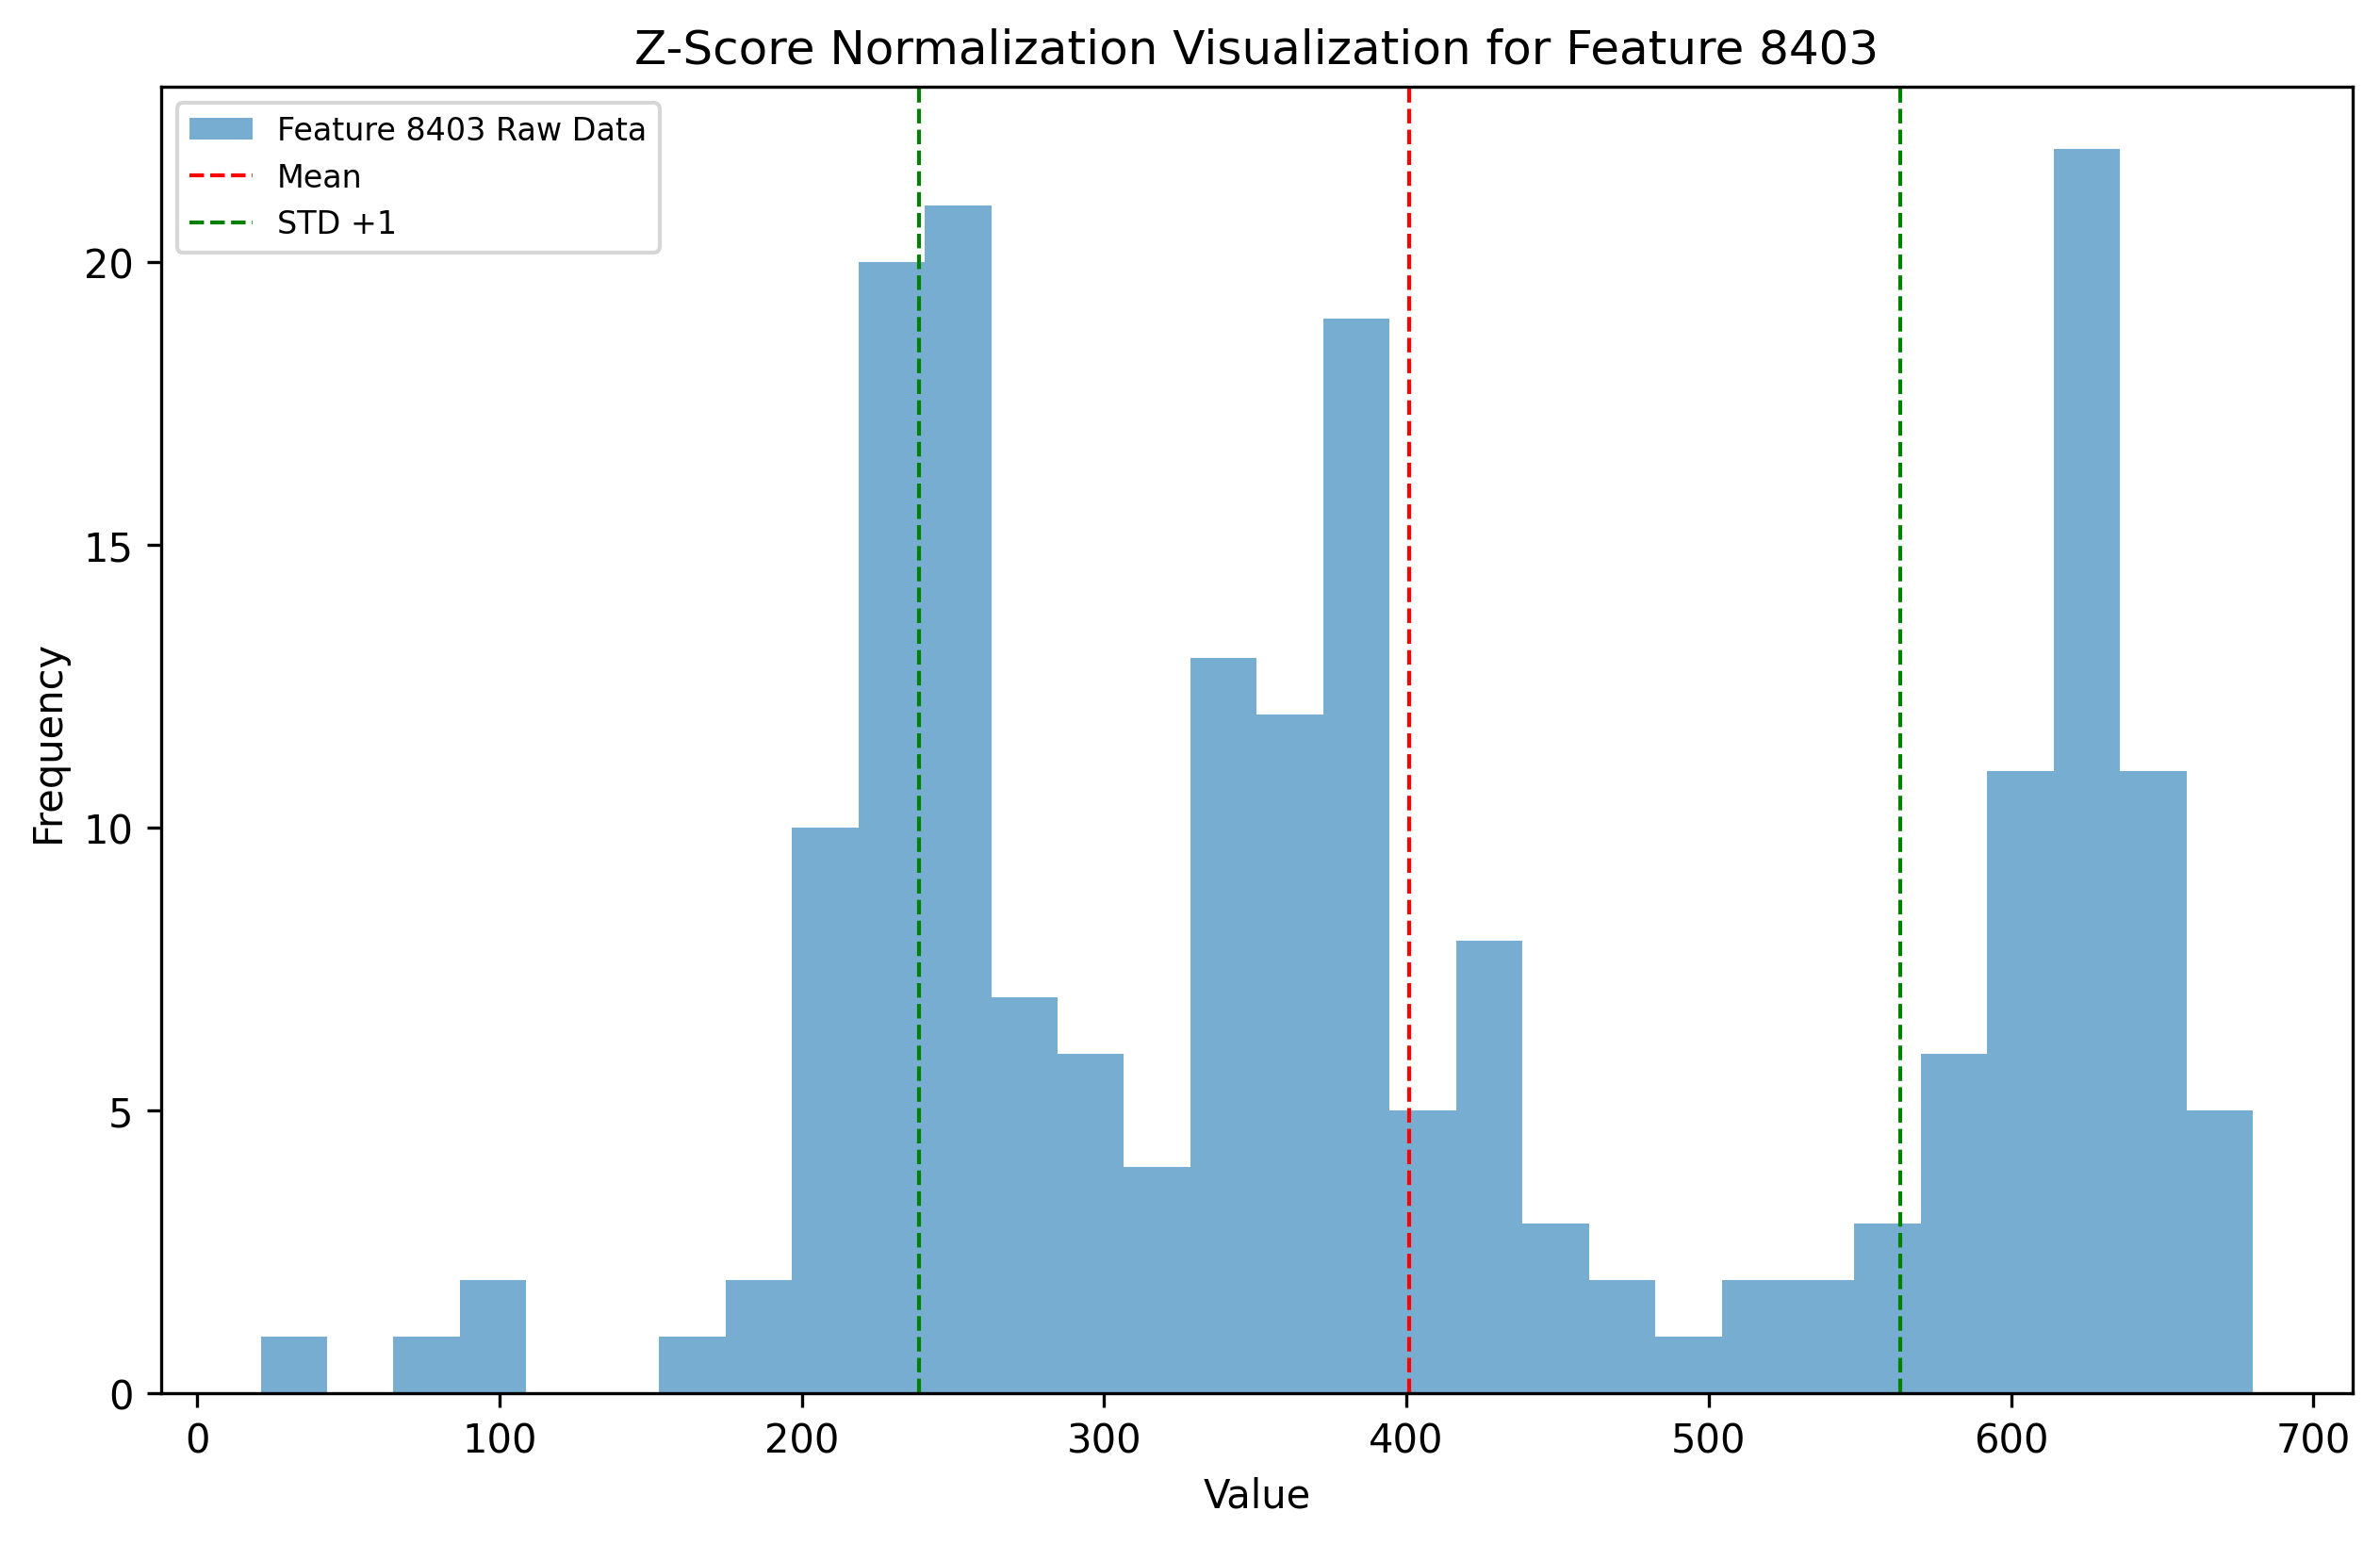 Z-Score Normalization Visualization for Feature 8403
Feature 8403 Raw Data
Mean
STD +1
20
15
10
5
0
Frequency
0 100 200 300 400 500 600 700
Value